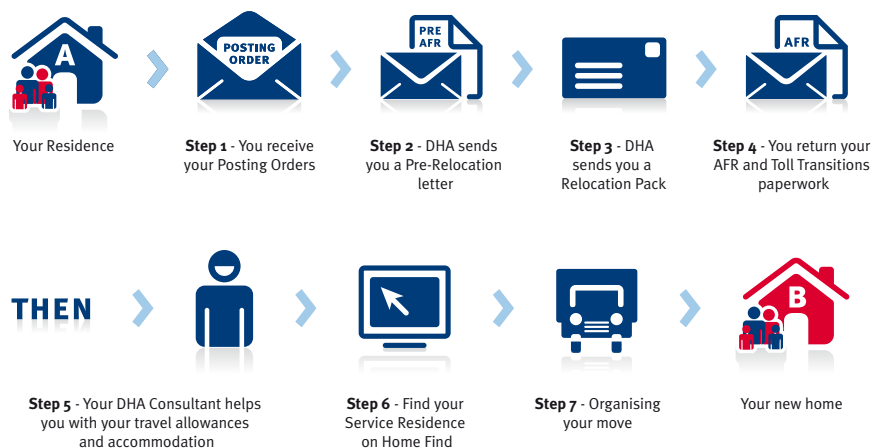 A
POSTING
ORDER
PRE
AFR
AFR
Your Residence
Step 1 - You receive
your Posting Orders
Step 2 - DHA sends
you a Pre-Relocation
letter
Step 3 - DHA
sends you a
Relocation Pack
Step 4 - You return your
AFR and Toll Transitions
paperwork
THEN
B
Step 5 - Your DHA Consultant helps
you with your travel allowances
and accommodation
Step 6 - Find your
Service Residence
on Home Find
Step 7 - Organising
your move
Your new home